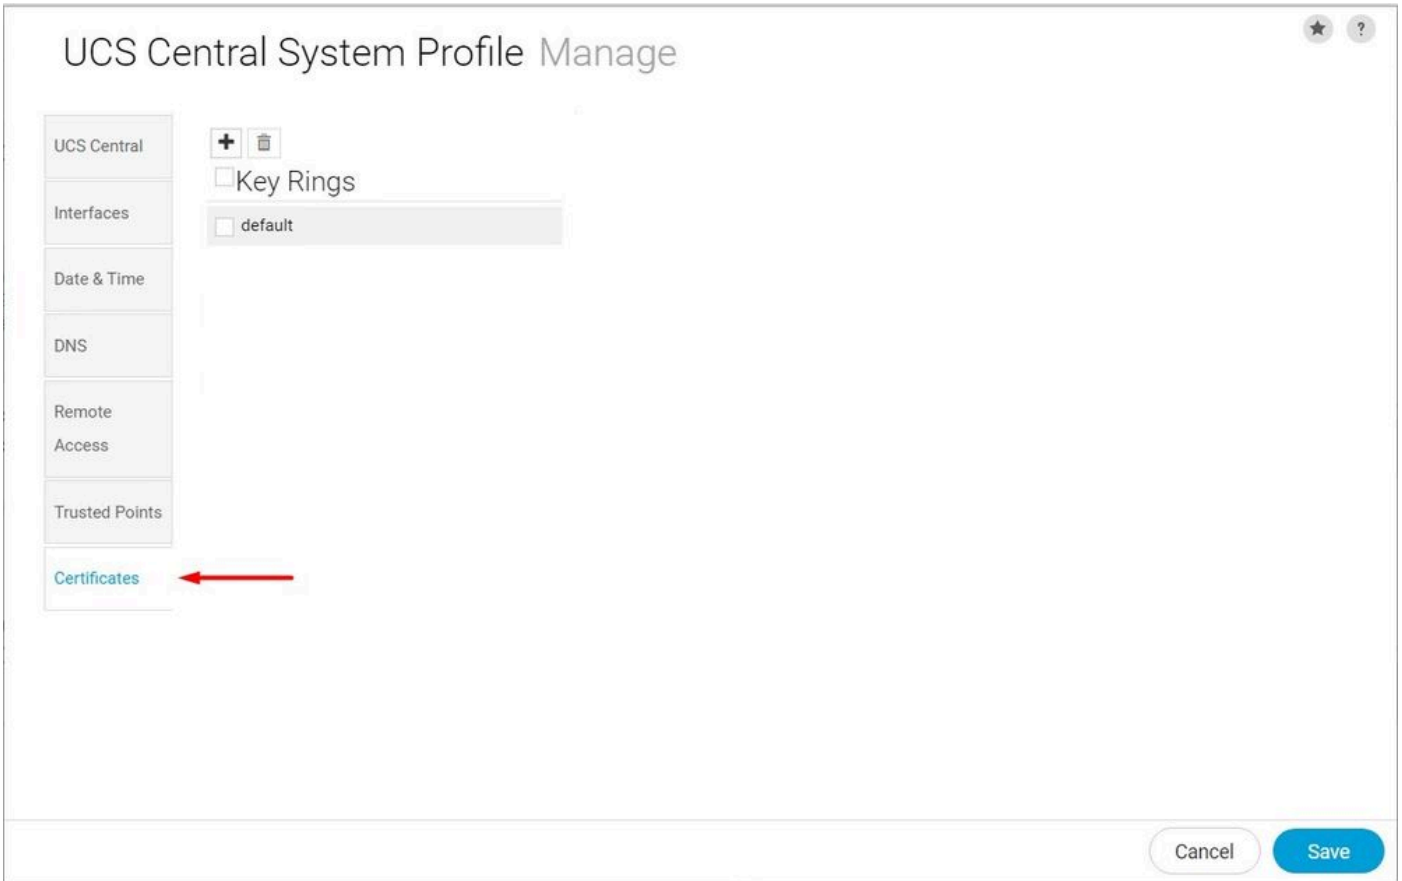 UCS Central System Profile Manage
?
UCS Central
Interfaces
Date & Time
DNS
Remote
Access
Trusted Points
Certificates
Key Rings
default
Cancel
Save